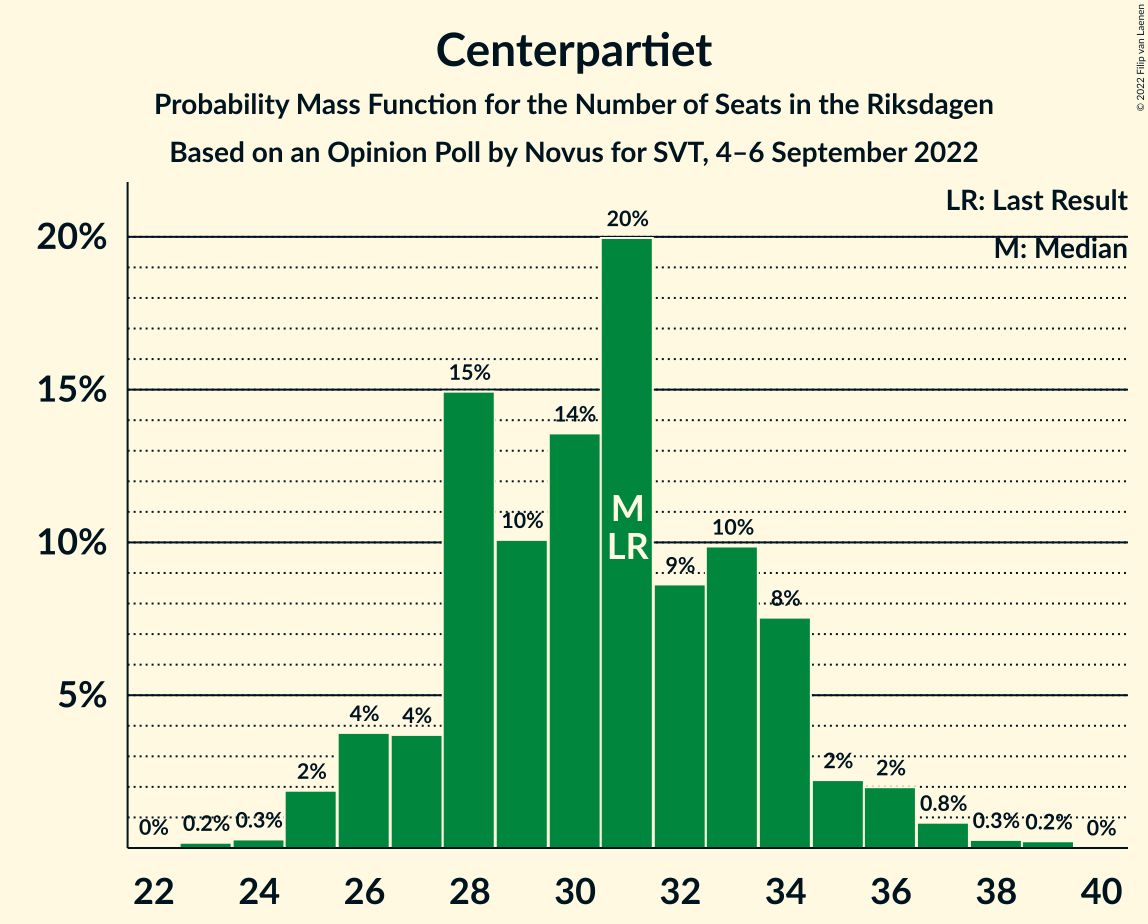 Centerpartiet
Probability Mass Function for the Number of Seats in the Riksdagen
Based on an Opinion Poll by Novus for SVT, 4–6 September 2022
© 2022 Filip van Laenen
LR: Last Result
M: Median
20%
15%
10%
5%
0%
0.2%
0.3%
2%
4%
4%
15%
10%
14%
20%
M
LR
9%
10%
8%
2%
2%
0.8%
0.3%
0.2%
0%
22 24 26 28 30 32 34 36 38 40